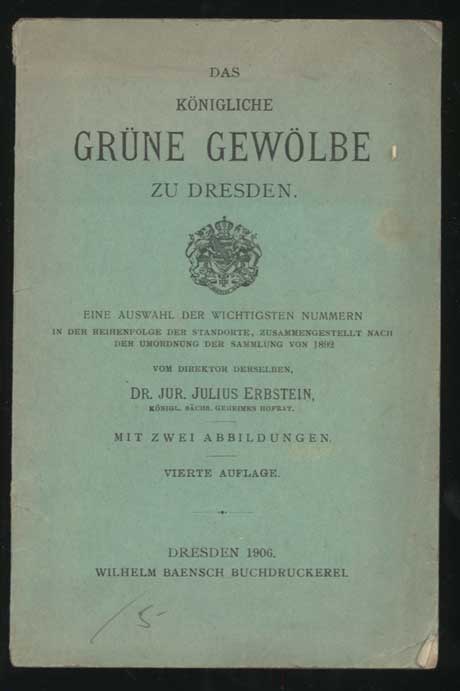 DAS
KÖNIGLICHE
GRÜNE GEWÖLBE
ZU DRESDEN.
EINE AUSWAHL DER WICHTIGSTEN NUMMERN
IN DER REIHENFOLGE DER STANDORTE, ZUSAMMENGESTELLT NACH
DER UMORDNUNG DER SAMMLUNG VON 1892
VOM DIREKTOR DERSELBEN,
DR. JUR. JULIUS ERBSTEIN,
KÖNIGL. SÄCHS. GEHEIMEN HOFRAT.
MIT ZWEI ABBILDUNGEN.
VIERTE AUFLAGE.
DRESDEN 1906.
WILHELM BAENSCH BUCHDRUCKEREI.
/5-